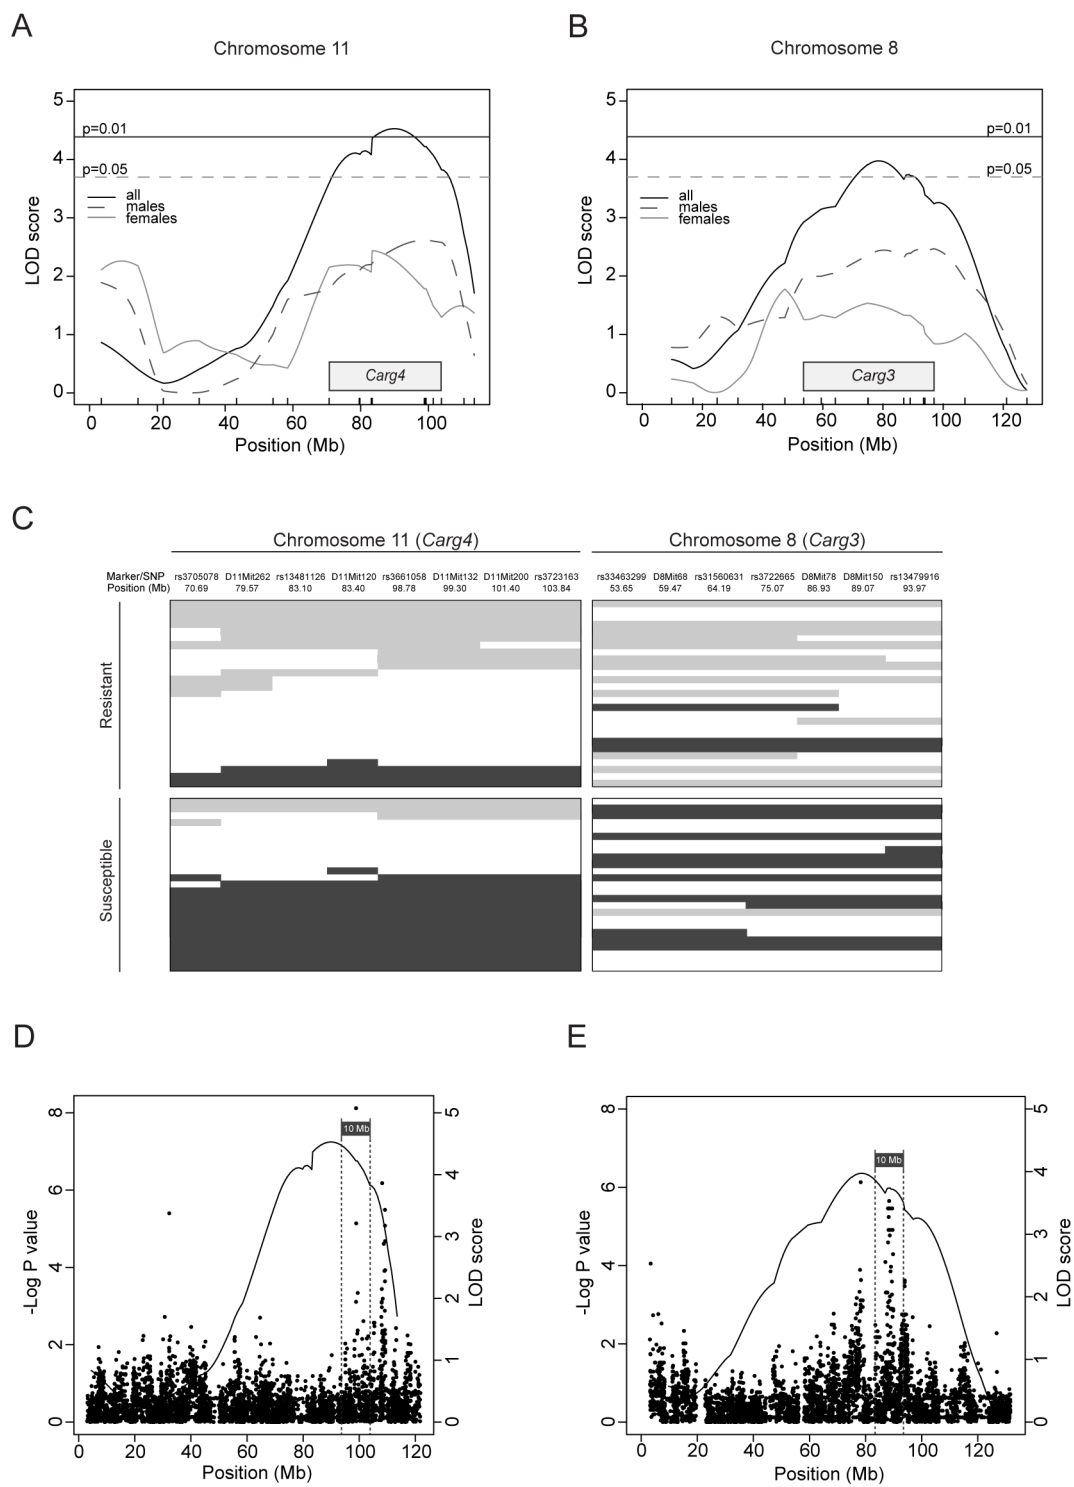 A
Chromosome 11
5
4
3
2
1
0
LOD score
p=0.01
p=0.05
all
males
females
Carg4
0 20 40 60 80 100
Position (Mb)
B
Chromosome 8
5
4
3
2
1
0
LOD score
p=0.01
p=0.05
all
males
females
Carg3
0 20 40 60 80 100 120
Position (Mb)
C
Chromosome 11 (Carg4)
Chromosome 8 (Carg3)
Marker/SNP rs3705078 D11Mit262 rs13481126 D11Mit120 rs3661058 D11Mit132 D11Mit200 rs3723163 rs33463299 D8Mit68 rs31560631 rs3722665 D8Mit78 D8Mit150 rs13479916
Position (Mb) 70.69 79.57 83.10 83.40 98.78 99.30 101.40 103.84 53.65 59.47 64.19 75.07 86.93 89.07 93.97
Resistant
Susceptible
D
8
6
4
2
0
-Log P value
10 Mb
5
4
3
2
1
0
LOD score
0 20 40 60 80 100 120
Position (Mb)
E
8
6
4
2
0
-Log P value
10 Mb
5
4
3
2
1
0
LOD score
0 20 40 60 80 100 120
Position (Mb)